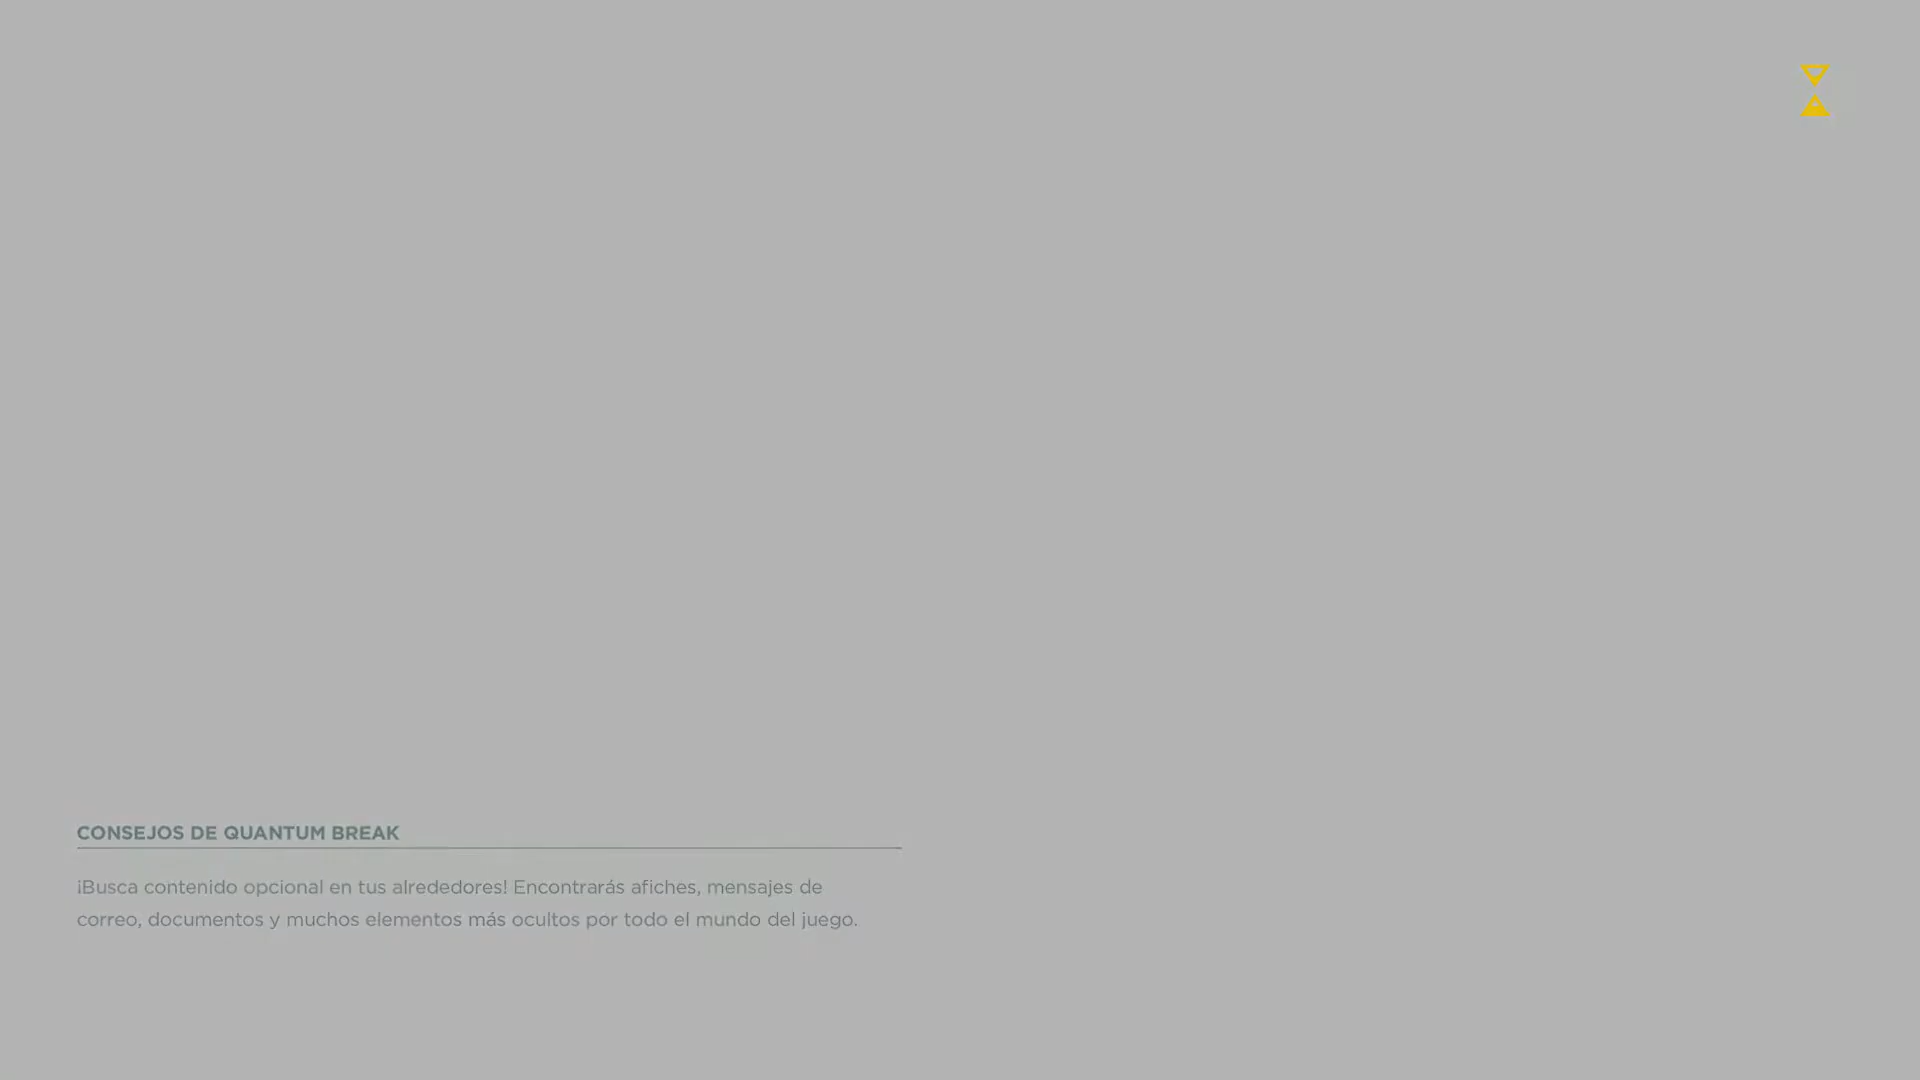 CONSEJOS DE QUANTUM BREAK
¡Busca contenido opcional en tus alrededores! Encontrarás afiches, mensajes de
correo, documentos y muchos elementos más ocultos por todo el mundo del juego.